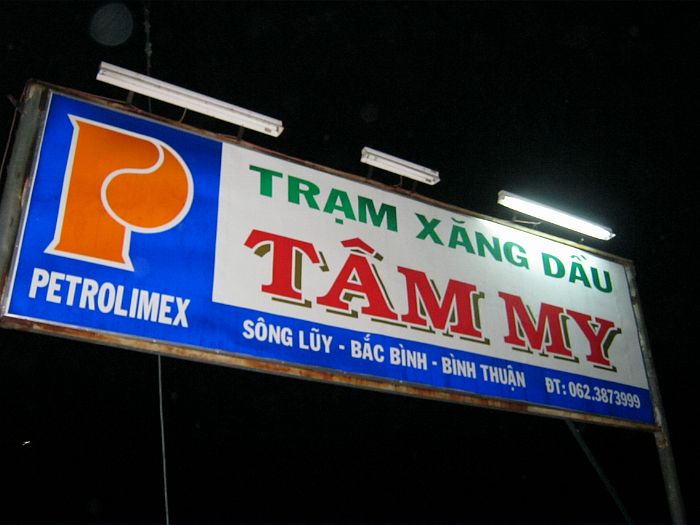 PETROLIMEX
TRẠM XĂNG DẦU
TÂM MY
SÔNG LŨY - BẮC BÌNH - BÌNH THUẬN ĐT: 062.3873999